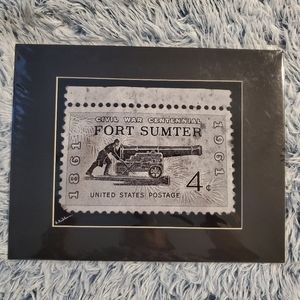 CIVIL WAR CENTENNIAL
FORT SUMTER
1861
1961
4¢
UNITED STATES POSTAGE